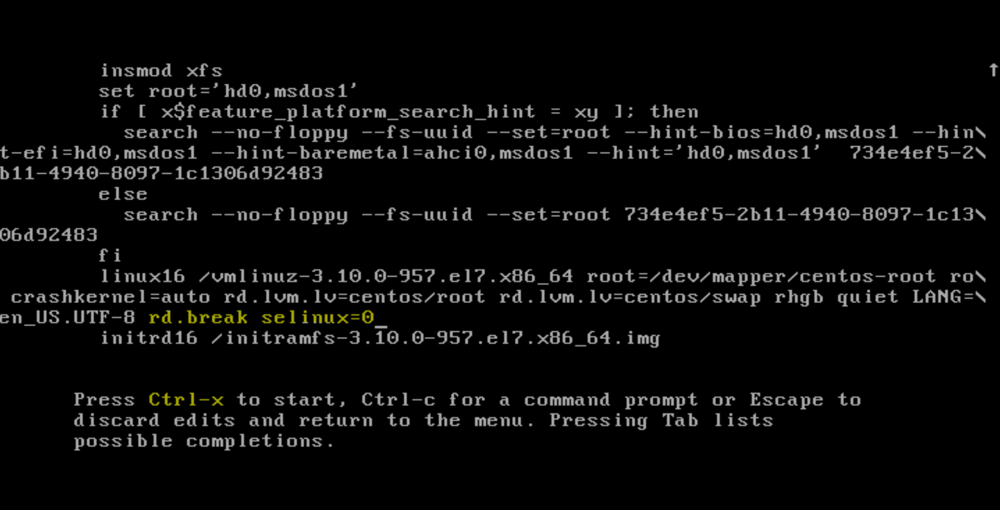 insmod xfs ↑
set root='hd0,msdos1'
if [ x$feature_platform_search_hint = xy ]; then
search --no-floppy --fs-uuid --set=root --hint-bios=hd0,msdos1 --hin\
t-efi=hd0,msdos1 --hint-baremetal=ahci0,msdos1 --hint='hd0,msdos1'  734e4ef5-2\
b11-4940-8097-1c1306d92483
else
search --no-floppy --fs-uuid --set=root 734e4ef5-2b11-4940-8097-1c13\
06d92483
fi
linux16 /vmlinuz-3.10.0-957.el7.x86_64 root=/dev/mapper/centos-root ro\
crashkernel=auto rd.lvm.lv=centos/root rd.lvm.lv=centos/swap rhgb quiet LANG=\
en_US.UTF-8 rd.break selinux=0_
initrd16 /initramfs-3.10.0-957.el7.x86_64.img
Press Ctrl-x to start, Ctrl-c for a command prompt or Escape to
discard edits and return to the menu. Pressing Tab lists
possible completions.